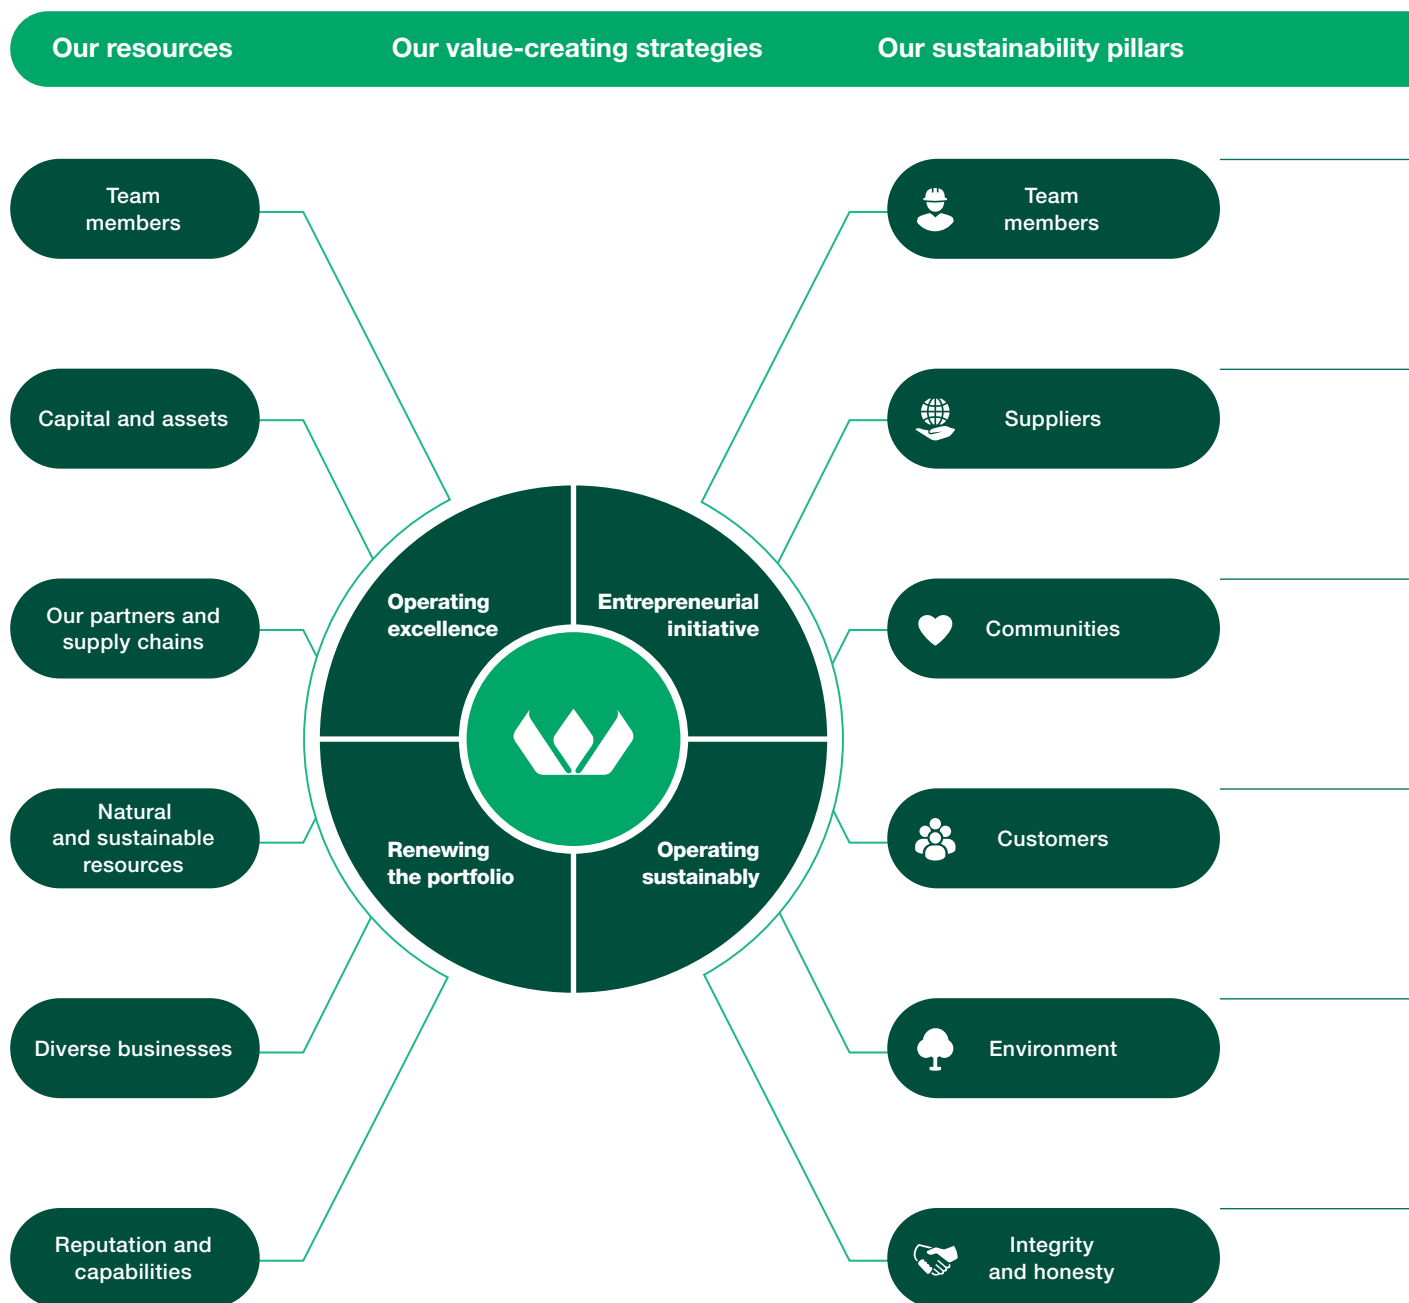 Our resources
Our value-creating strategies
Our sustainability pillars
Team
members
Capital and assets
Our partners and
supply chains
Natural
and sustainable
resources
Diverse businesses
Reputation and
capabilities
Operating
excellence
Entrepreneurial
initiative
Renewing
the portfolio
Operating
sustainably
Team
members
Suppliers
Communities
Customers
Environment
Integrity
and honesty